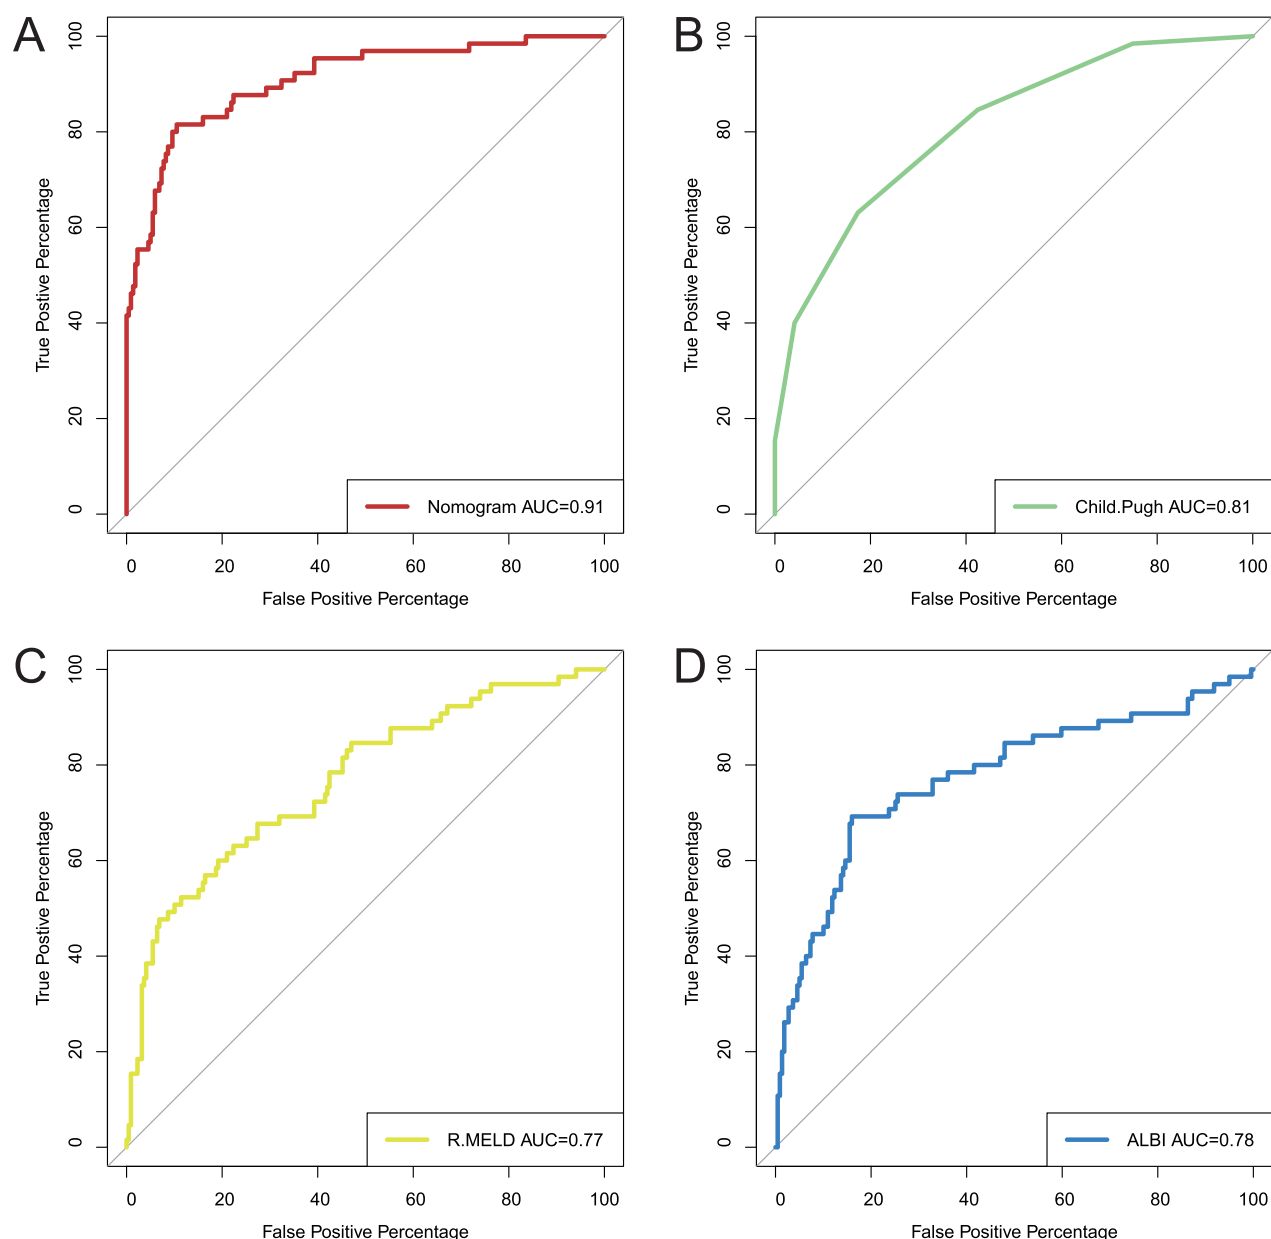 A
100
80
60
40
20
0
True Postive Percentage
Nomogram AUC=0.91
0 20 40 60 80 100
False Positive Percentage
B
100
80
60
40
20
0
True Postive Percentage
Child.Pugh AUC=0.81
0 20 40 60 80 100
False Positive Percentage
C
100
80
60
40
20
0
True Postive Percentage
R.MELD AUC=0.77
0 20 40 60 80 100
False Positive Percentage
D
100
80
60
40
20
0
True Postive Percentage
ALBI AUC=0.78
0 20 40 60 80 100
False Positive Percentage